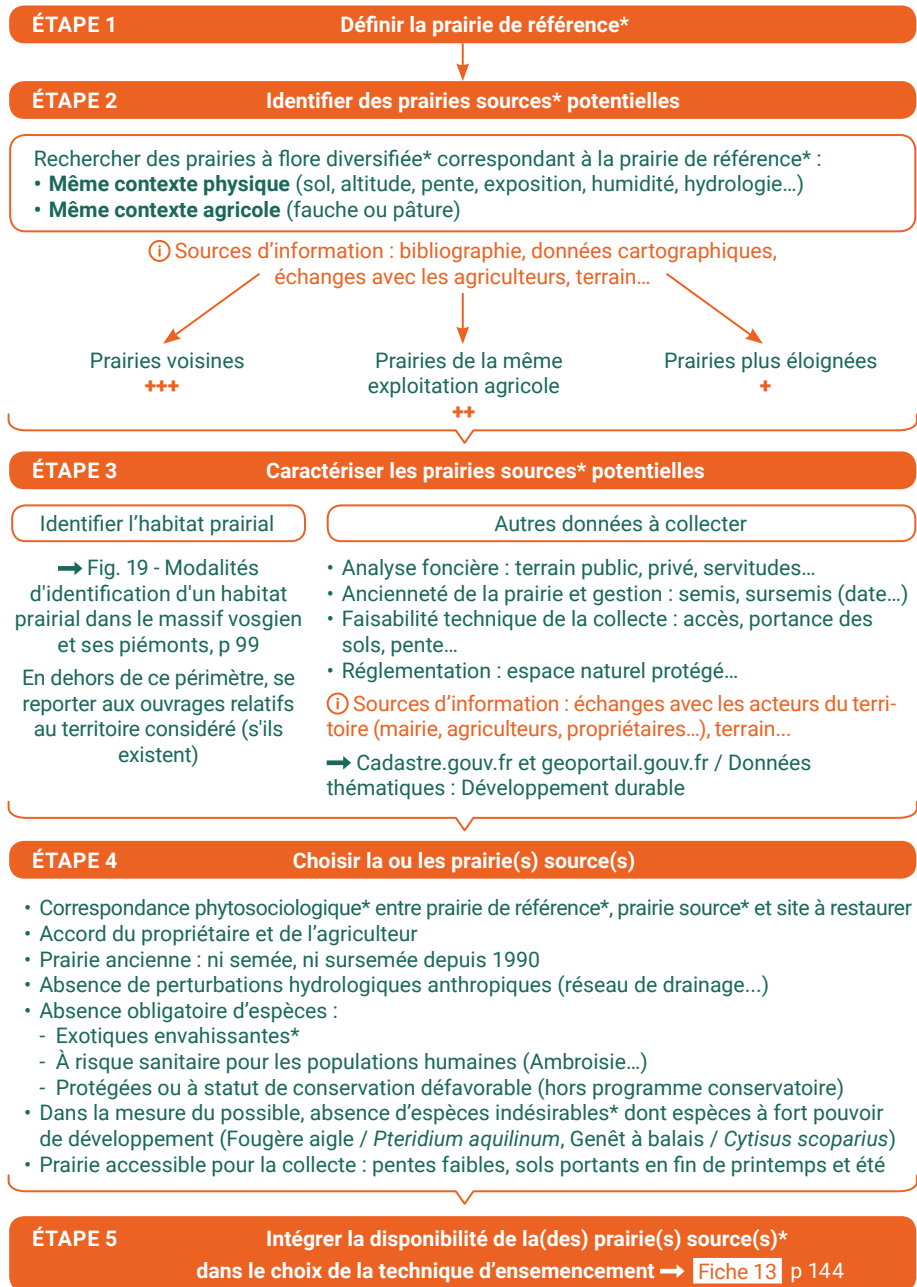 ÉTAPE 1 Définir la prairie de référence*
ÉTAPE 2 Identifier des prairies sources* potentielles
Rechercher des prairies à flore diversifiée* correspondant à la prairie de référence* :
• Même contexte physique (sol, altitude, pente, exposition, humidité, hydrologie…)
• Même contexte agricole (fauche ou pâture)
ⓘ Sources d’information : bibliographie, données cartographiques,
échanges avec les agriculteurs, terrain…
Prairies voisines
+++
Prairies de la même
exploitation agricole
++
Prairies plus éloignées
+
ÉTAPE 3 Caractériser les prairies sources* potentielles
Identifier l’habitat prairial
➞ Fig. 19 - Modalités
d'identification d'un habitat
prairial dans le massif vosgien
et ses piémonts, p 99
En dehors de ce périmètre, se
reporter aux ouvrages relatifs
au territoire considéré (s'ils
existent)
Autres données à collecter
• Analyse foncière : terrain public, privé, servitudes…
• Ancienneté de la prairie et gestion : semis, sursemis (date…)
• Faisabilité technique de la collecte : accès, portance des
sols, pente…
• Réglementation : espace naturel protégé…
ⓘ Sources d’information : échanges avec les acteurs du terri-
toire (mairie, agriculteurs, propriétaires…), terrain...
➞ Cadastre.gouv.fr et geoportail.gouv.fr / Données
thématiques : Développement durable
ÉTAPE 4 Choisir la ou les prairie(s) source(s)
• Correspondance phytosociologique* entre prairie de référence*, prairie source* et site à restaurer
• Accord du propriétaire et de l’agriculteur
• Prairie ancienne : ni semée, ni sursemée depuis 1990
• Absence de perturbations hydrologiques anthropiques (réseau de drainage...)
• Absence obligatoire d’espèces :
- Exotiques envahissantes*
- À risque sanitaire pour les populations humaines (Ambroisie…)
- Protégées ou à statut de conservation défavorable (hors programme conservatoire)
• Dans la mesure du possible, absence d’espèces indésirables* dont espèces à fort pouvoir
de développement (Fougère aigle / Pteridium aquilinum, Genêt à balais / Cytisus scoparius)
• Prairie accessible pour la collecte : pentes faibles, sols portants en fin de printemps et été
ÉTAPE 5 Intégrer la disponibilité de la(des) prairie(s) source(s)*
dans le choix de la technique d’ensemencement ➞ Fiche 13 p 144